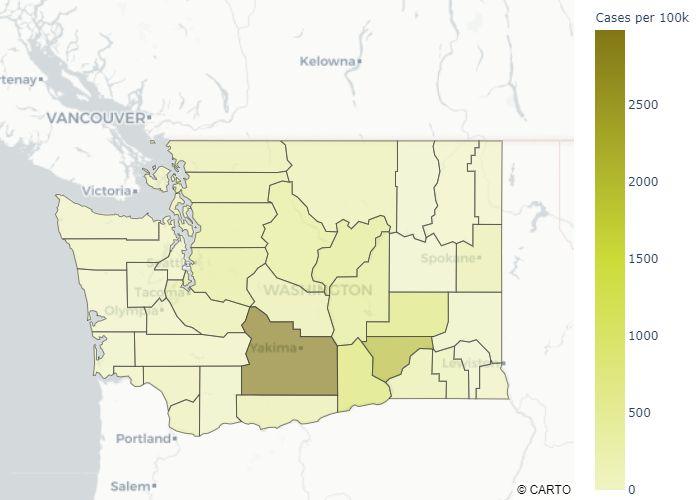 Cases per 100k
Kelowna
rtenay
2500
VANCOUVER
2000
Victoria
1500
Spokane
Seattle
WASHINGTON
Tacoma
Olympia
1000
Yakima
Lewiston
500
Portland
Salem
© CARTO
0